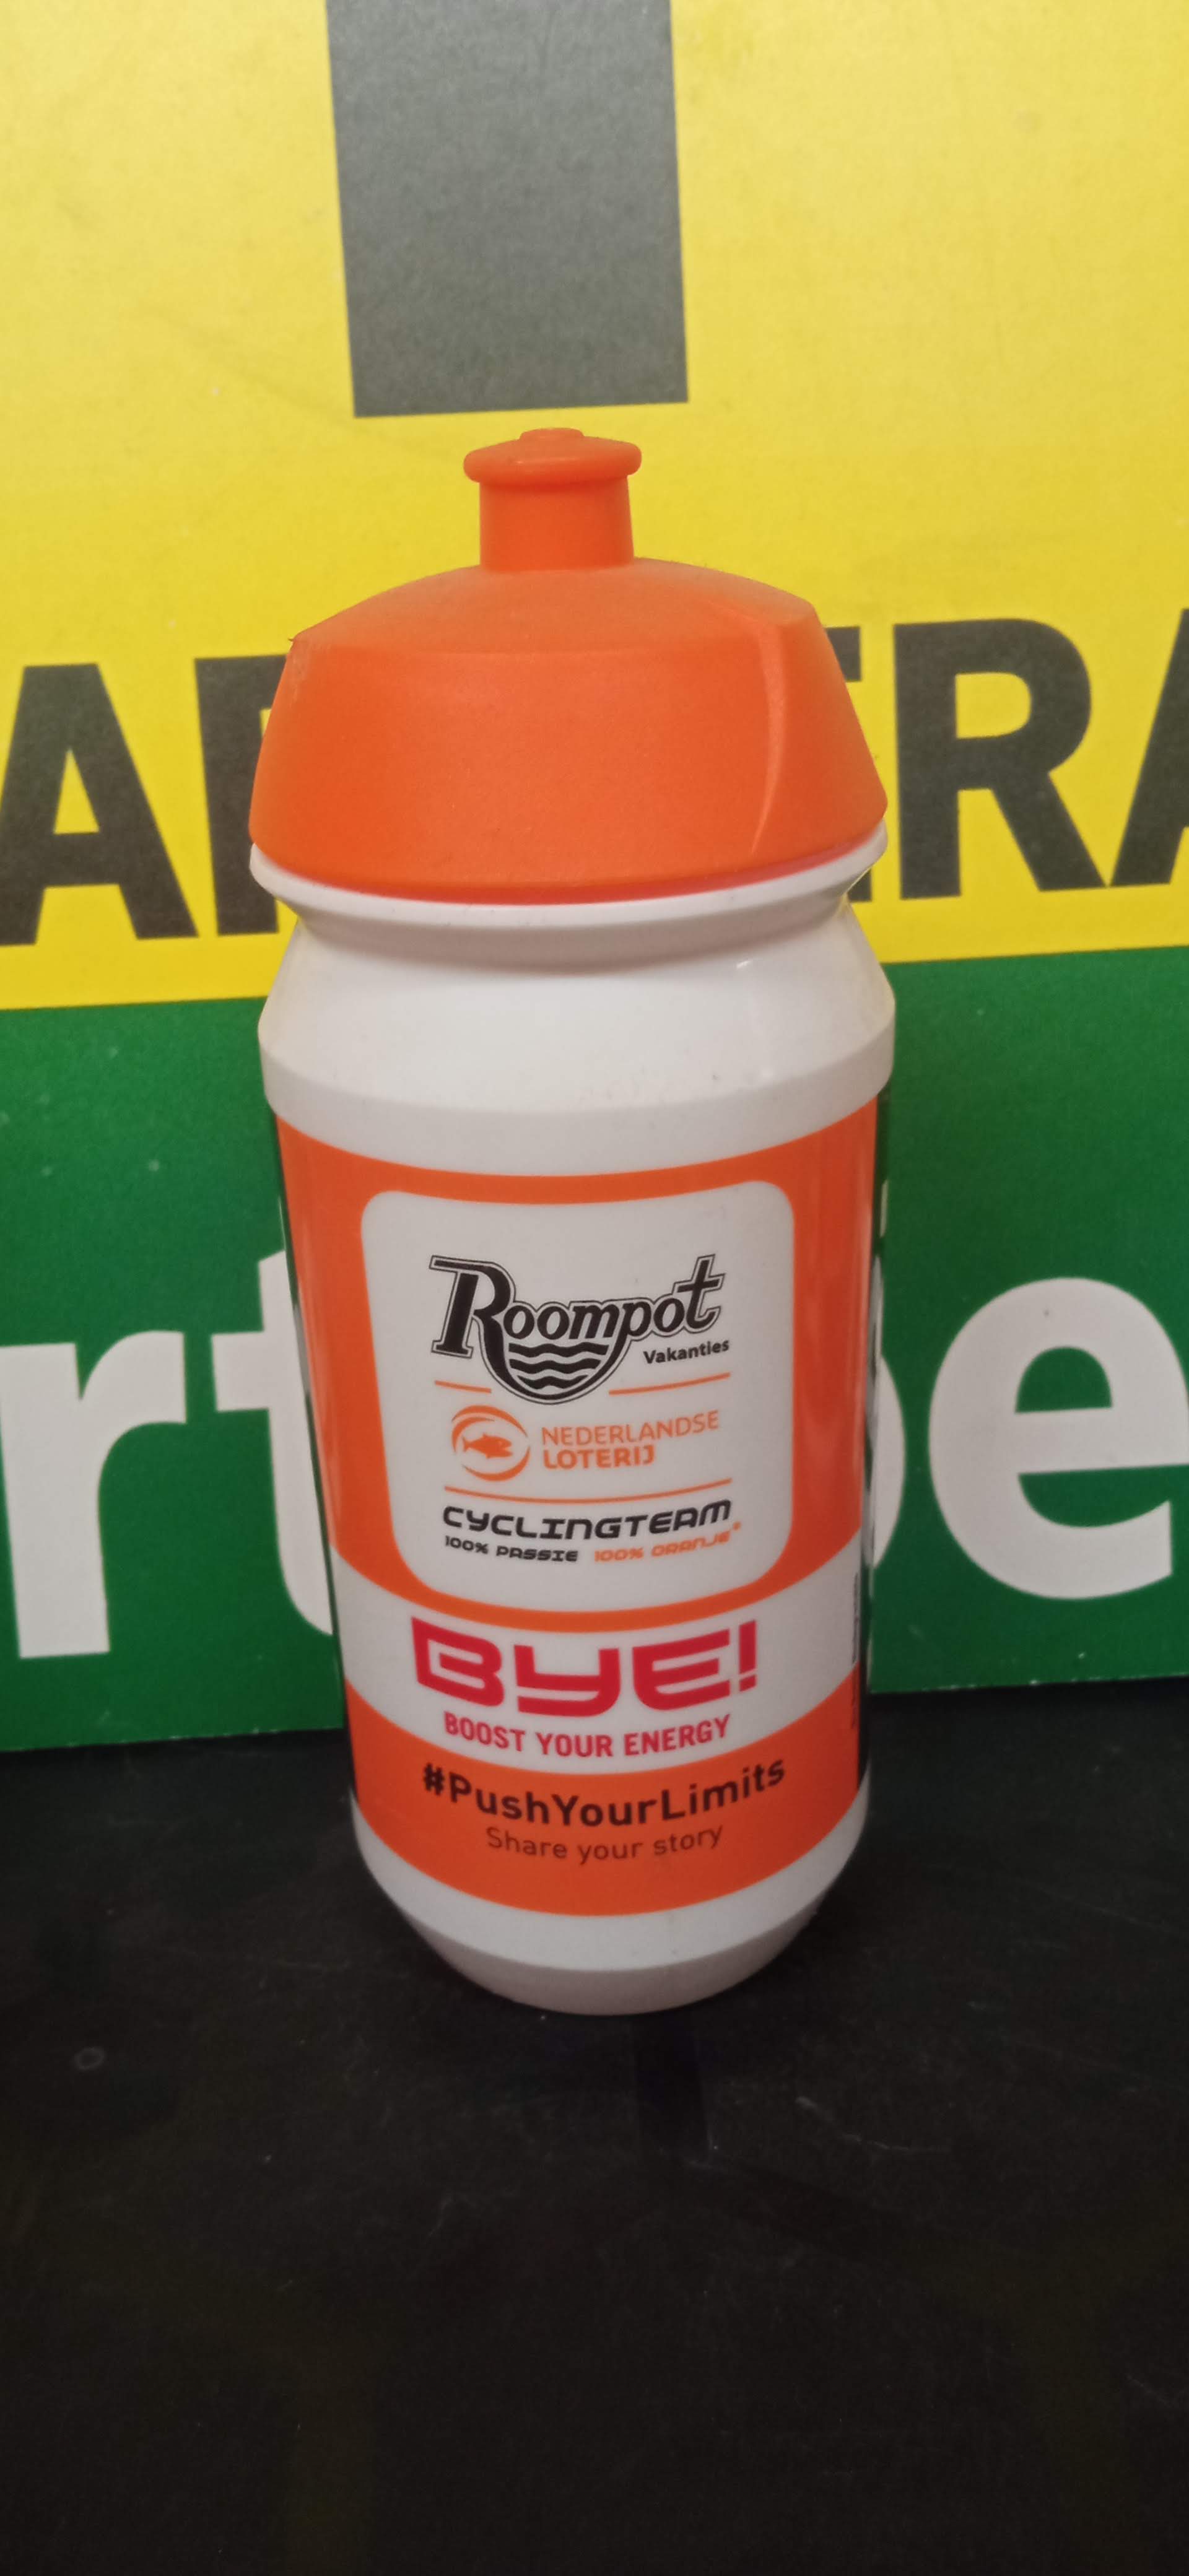 Roompot
Vakanties
NEDERLANDSE
LOTERIJ
CYCLINGTEAM
100% PASSIE 100% ORANJE®
BYE!
BOOST YOUR ENERGY
#PushYourLimits
Share your story